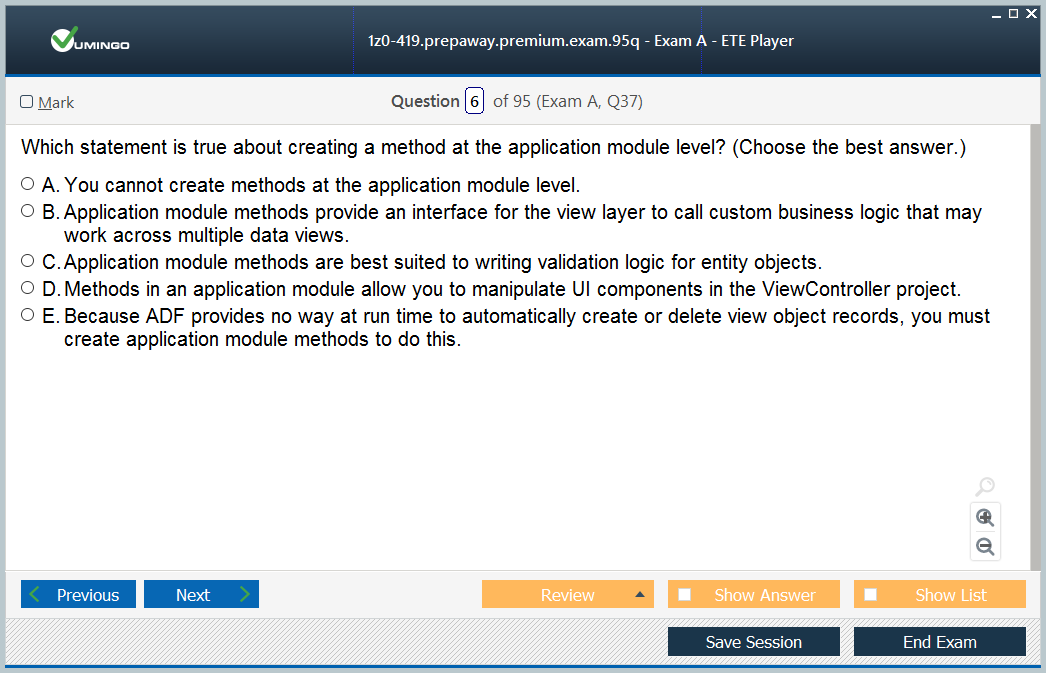 VUMINGO
1z0-419.prepaway.premium.exam.95q - Exam A - ETE Player
Mark
Question 6 of 95 (Exam A, Q37)
Which statement is true about creating a method at the application module level? (Choose the best answer.)
A. You cannot create methods at the application module level.
B. Application module methods provide an interface for the view layer to call custom business logic that may
work across multiple data views.
C. Application module methods are best suited to writing validation logic for entity objects.
D. Methods in an application module allow you to manipulate UI components in the ViewController project.
E. Because ADF provides no way at run time to automatically create or delete view object records, you must
create application module methods to do this.
Previous
Next
Review
Show Answer
Show List
Save Session
End Exam